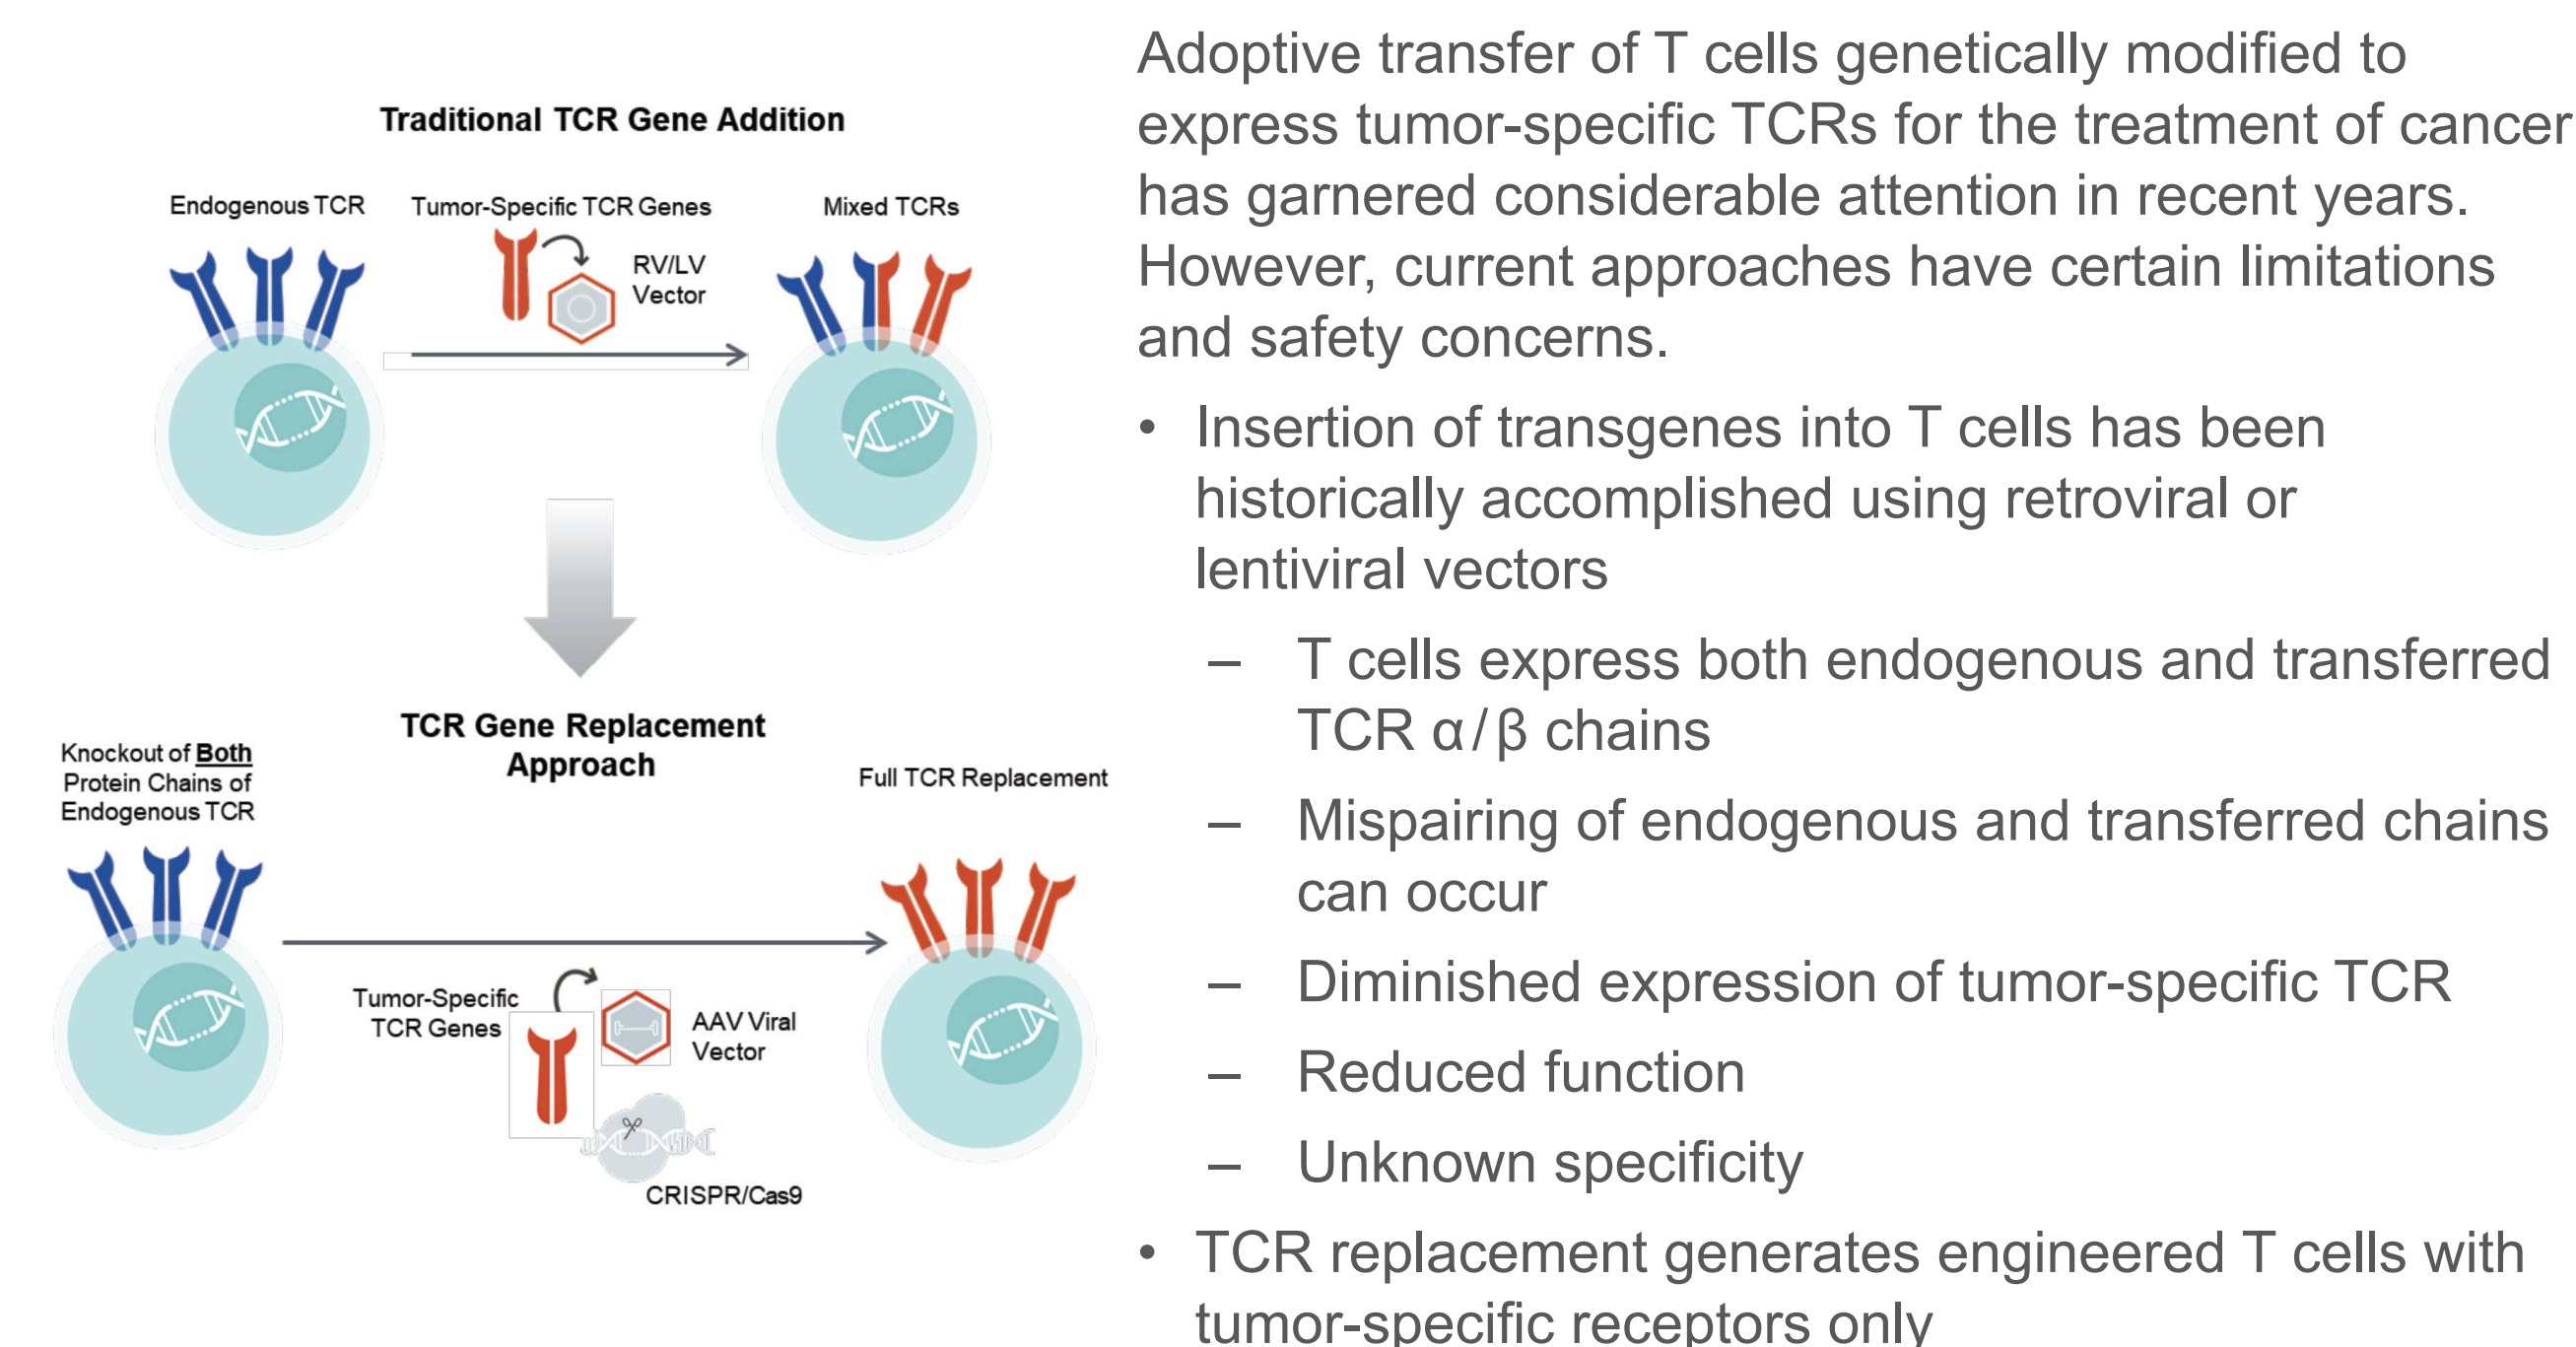 Traditional TCR Gene Addition
Endogenous TCR
Tumor-Specific TCR Genes
RV/LV
Vector
Mixed TCRs
TCR Gene Replacement
Approach
Knockout of Both
Protein Chains of
Endogenous TCR
Full TCR Replacement
Tumor-Specific
TCR Genes
AAV Viral
Vector
CRISPR/Cas9
Adoptive transfer of T cells genetically modified to
express tumor-specific TCRs for the treatment of cancer
has garnered considerable attention in recent years.
However, current approaches have certain limitations
and safety concerns.
• Insertion of transgenes into T cells has been
historically accomplished using retroviral or
lentiviral vectors
– T cells express both endogenous and transferred
TCR α/β chains
– Mispairing of endogenous and transferred chains
can occur
– Diminished expression of tumor-specific TCR
– Reduced function
– Unknown specificity
• TCR replacement generates engineered T cells with
tumor-specific receptors only